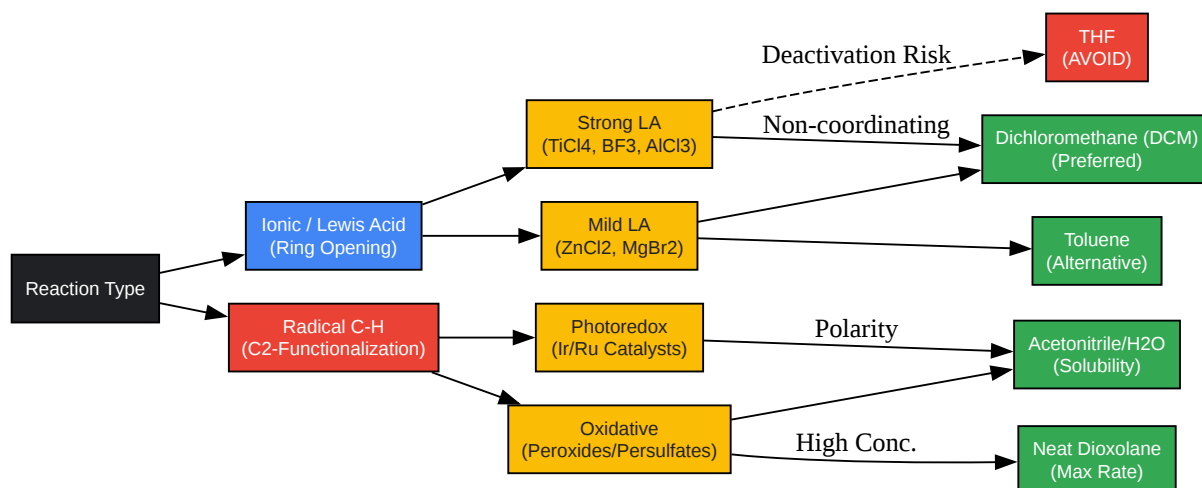 Reaction Type
Ionic / Lewis Acid
(Ring Opening)
Radical C-H
(C2-Functionalization)
Strong LA
(TiCl4, BF3, AlCl3)
Mild LA
(ZnCl2, MgBr2)
Photoredox
(Ir/Ru Catalysts)
Oxidative
(Peroxides/Persulfates)
Deactivation Risk
Non-coordinating
Polarity
High Conc.
THF
(AVOID)
Dichloromethane (DCM)
(Preferred)
Toluene
(Alternative)
Acetonitrile/H2O
(Solubility)
Neat Dioxolane
(Max Rate)